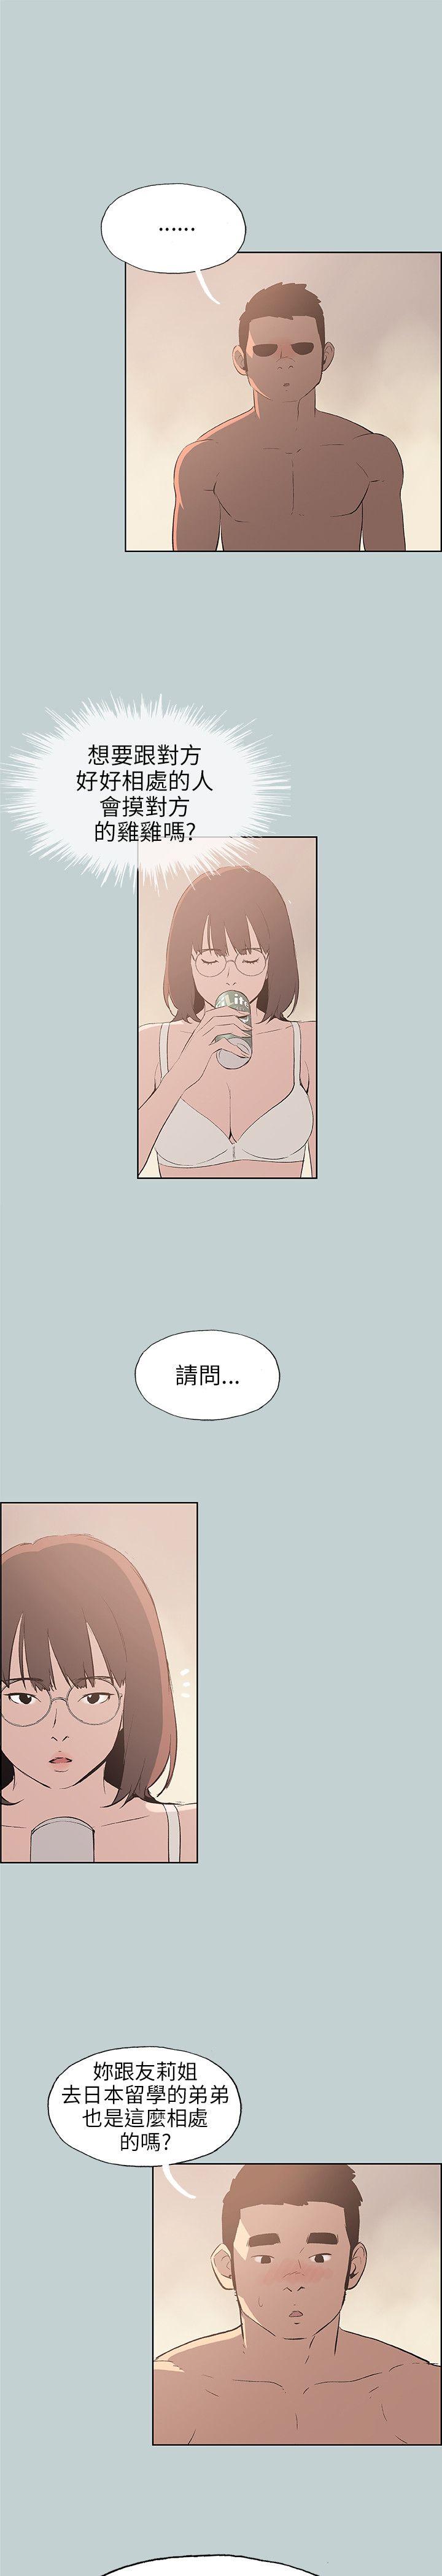 ......
想要跟對方
好好相處的人
會摸對方
的雞雞嗎?
請問...
妳跟友莉姐
去日本留學的弟弟
也是這麼相處
的嗎?